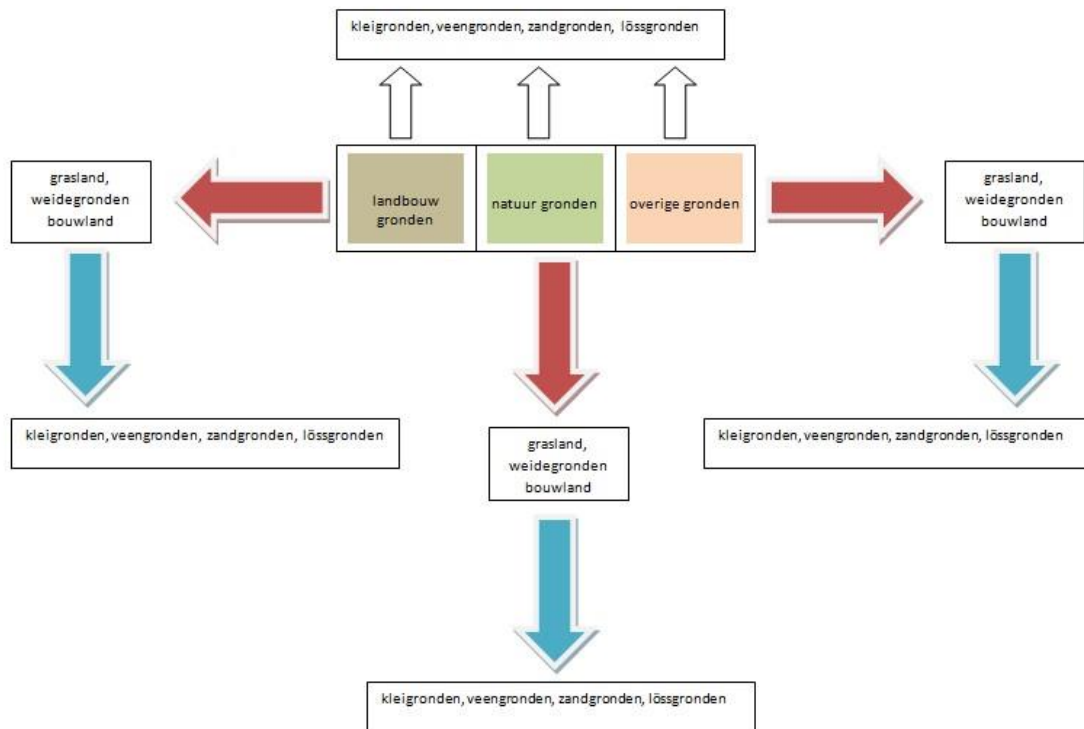 kleigronden, veengronden, zandgronden, lössgronden
grasland,
weidegronden
bouwland
landbouw
gronden
natuur gronden
overige gronden
grasland,
weidegronden
bouwland
kleigronden, veengronden, zandgronden, lössgronden
grasland,
weidegronden
bouwland
kleigronden, veengronden, zandgronden, lössgronden
kleigronden, veengronden, zandgronden, lössgronden